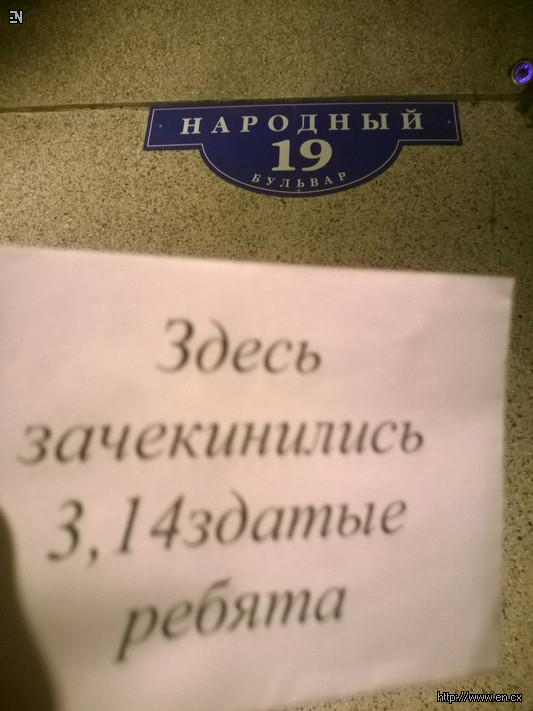 EN
НАРОДНЫЙ
19
БУЛЬВАР
Здесь
зачекинились
3,14здатые
ребята
http://www.en.cx